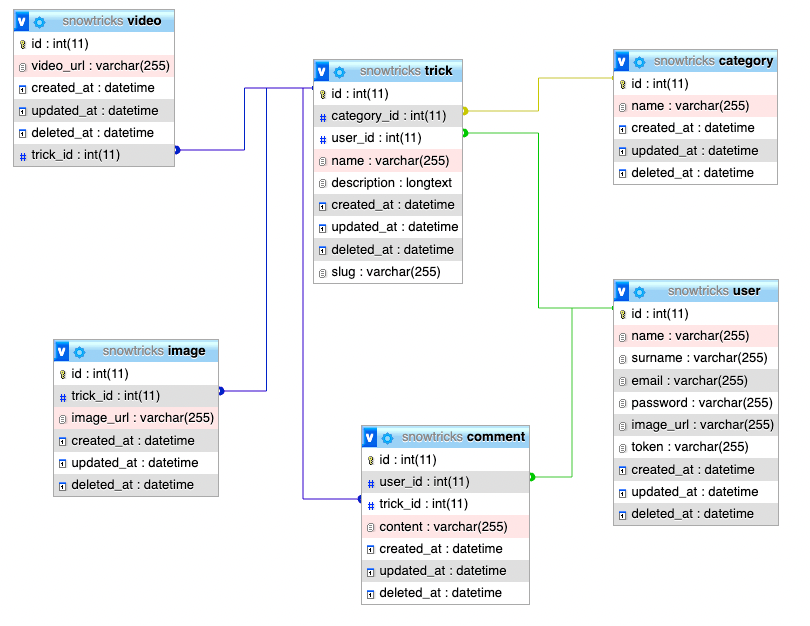 v snowtricks video
id : int(11)
video_url : varchar(255)
created_at : datetime
updated_at : datetime
deleted_at : datetime
# trick_id : int(11)
v snowtricks trick
id : int(11)
# category_id : int(11)
# user_id : int(11)
name : varchar(255)
description : longtext
created_at : datetime
updated_at : datetime
deleted_at : datetime
slug : varchar(255)
v snowtricks category
id : int(11)
name : varchar(255)
created_at : datetime
updated_at : datetime
deleted_at : datetime
v snowtricks image
id : int(11)
# trick_id : int(11)
image_url : varchar(255)
created_at : datetime
updated_at : datetime
deleted_at : datetime
v snowtricks comment
id : int(11)
# user_id : int(11)
# trick_id : int(11)
content : varchar(255)
created_at : datetime
updated_at : datetime
deleted_at : datetime
v snowtricks user
id : int(11)
name : varchar(255)
surname : varchar(255)
email : varchar(255)
password : varchar(255)
image_url : varchar(255)
token : varchar(255)
created_at : datetime
updated_at : datetime
deleted_at : datetime